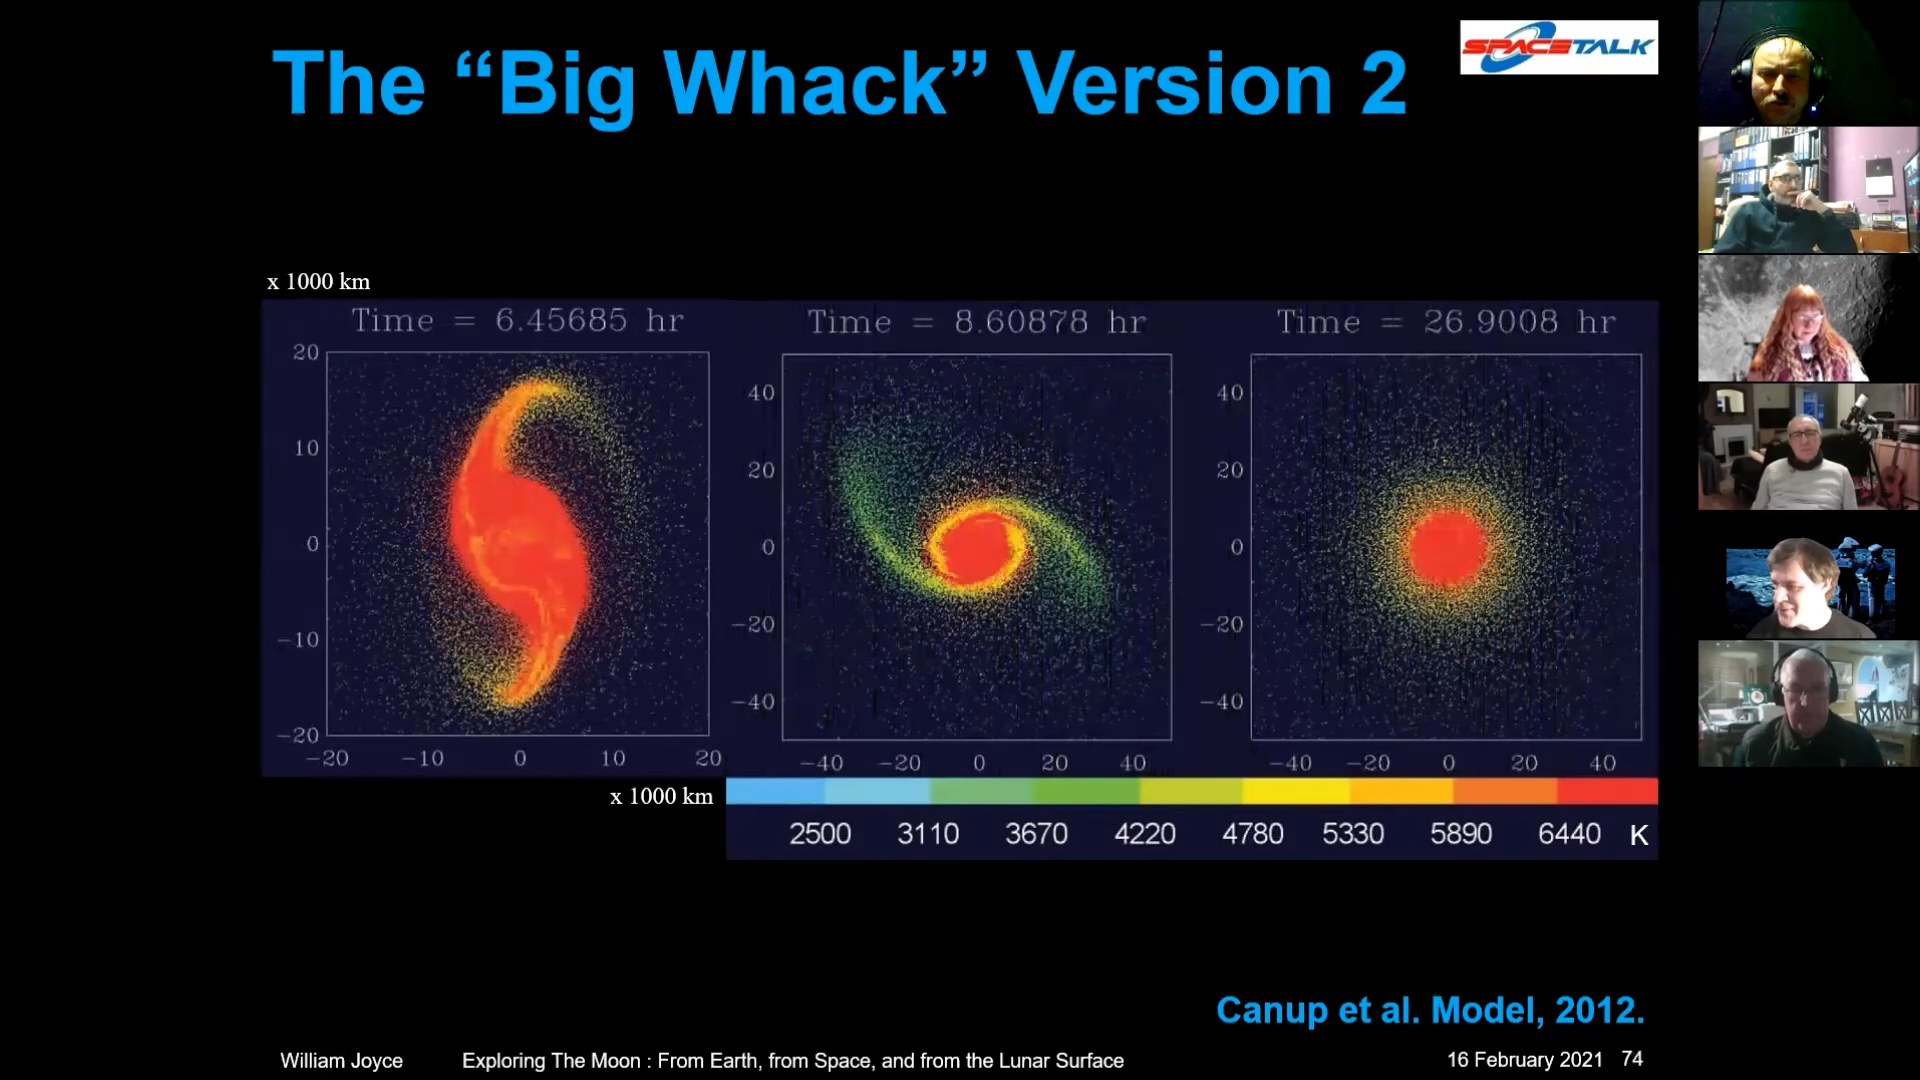 The “Big Whack” Version 2
SPACETALK
x 1000 km
Time = 6.45685 hr
Time = 8.60878 hr
Time = 26.9008 hr
20
10
0
−10
−20
−20 −10 0 10 20
40
20
0
−20
−40
−40 −20 0 20 40
40
20
0
−20
−40
−40 −20 0 20 40
x 1000 km
2500 3110 3670 4220 4780 5330 5890 6440 K
Canup et al. Model, 2012.
William Joyce Exploring The Moon : From Earth, from Space, and from the Lunar Surface 16 February 2021 74